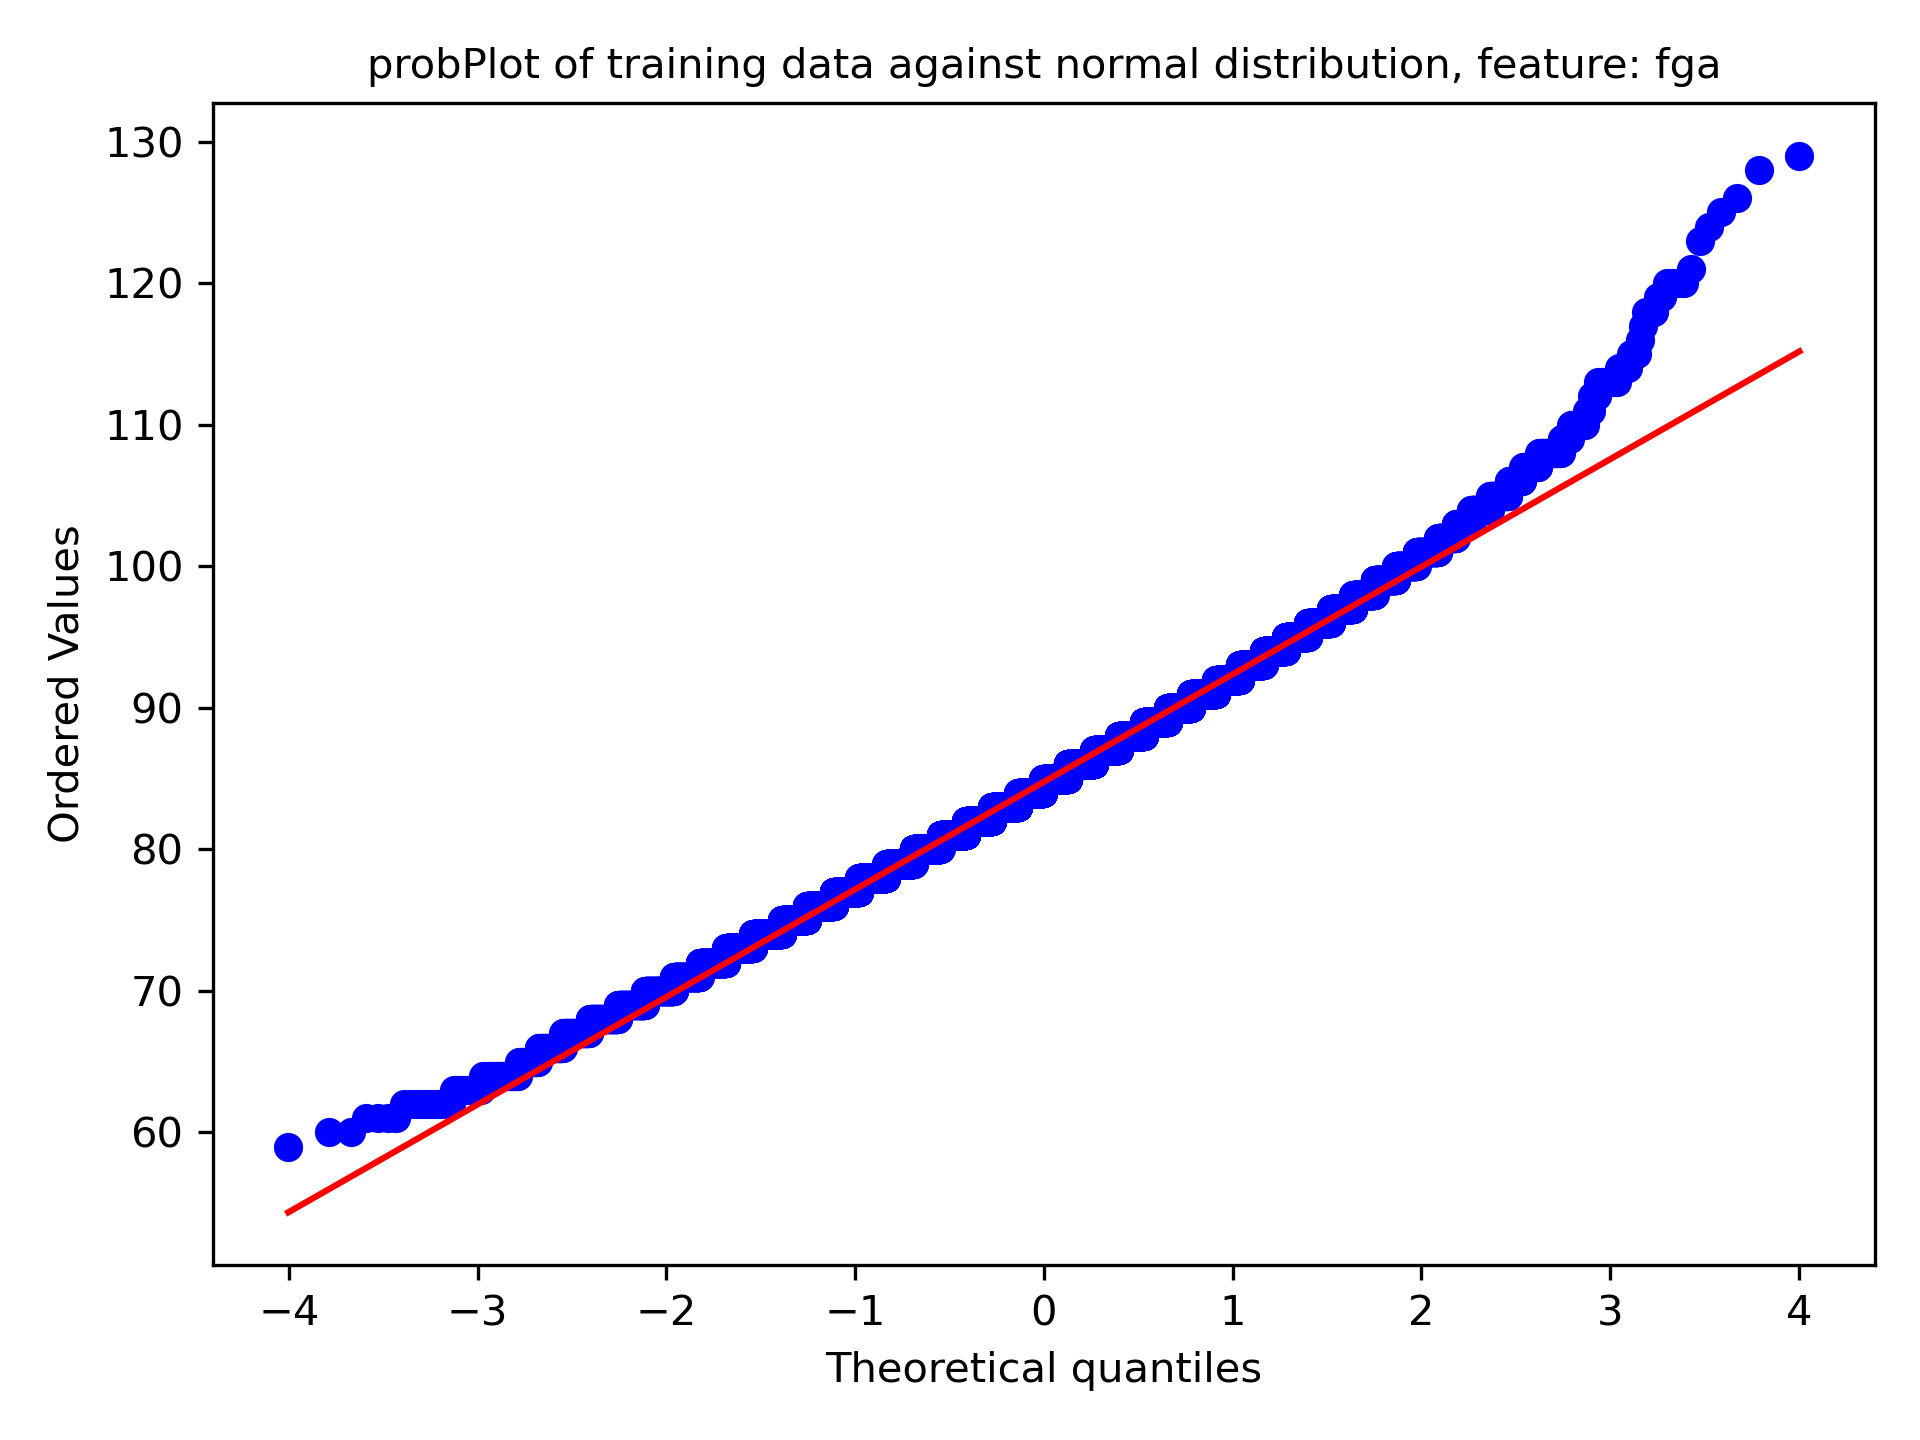 probPlot of training data against normal distribution, feature: fga
130
120
110
100
90
80
70
60
Ordered Values
−4 −3 −2 −1 0 1 2 3 4
Theoretical quantiles